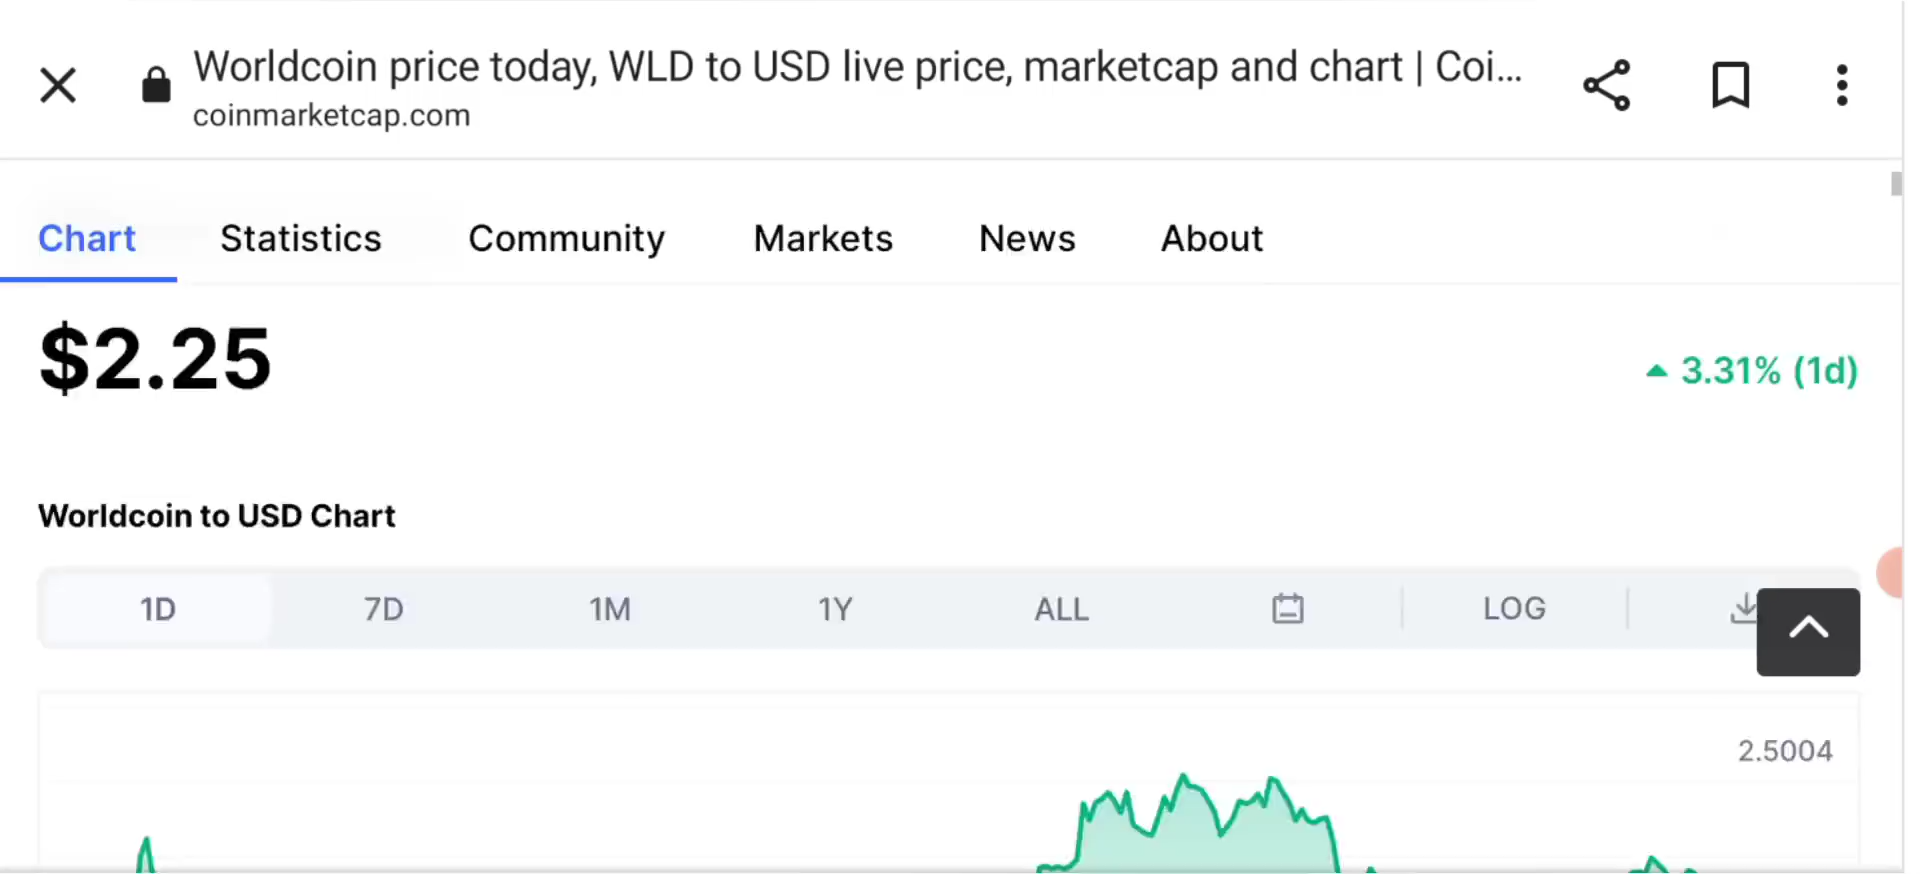 Worldcoin price today, WLD to USD live price, marketcap and chart | Coi...
coinmarketcap.com
Chart Statistics Community Markets News About
$2.25
3.31% (1d)
Worldcoin to USD Chart
1D 7D 1M 1Y ALL LOG
2.5004